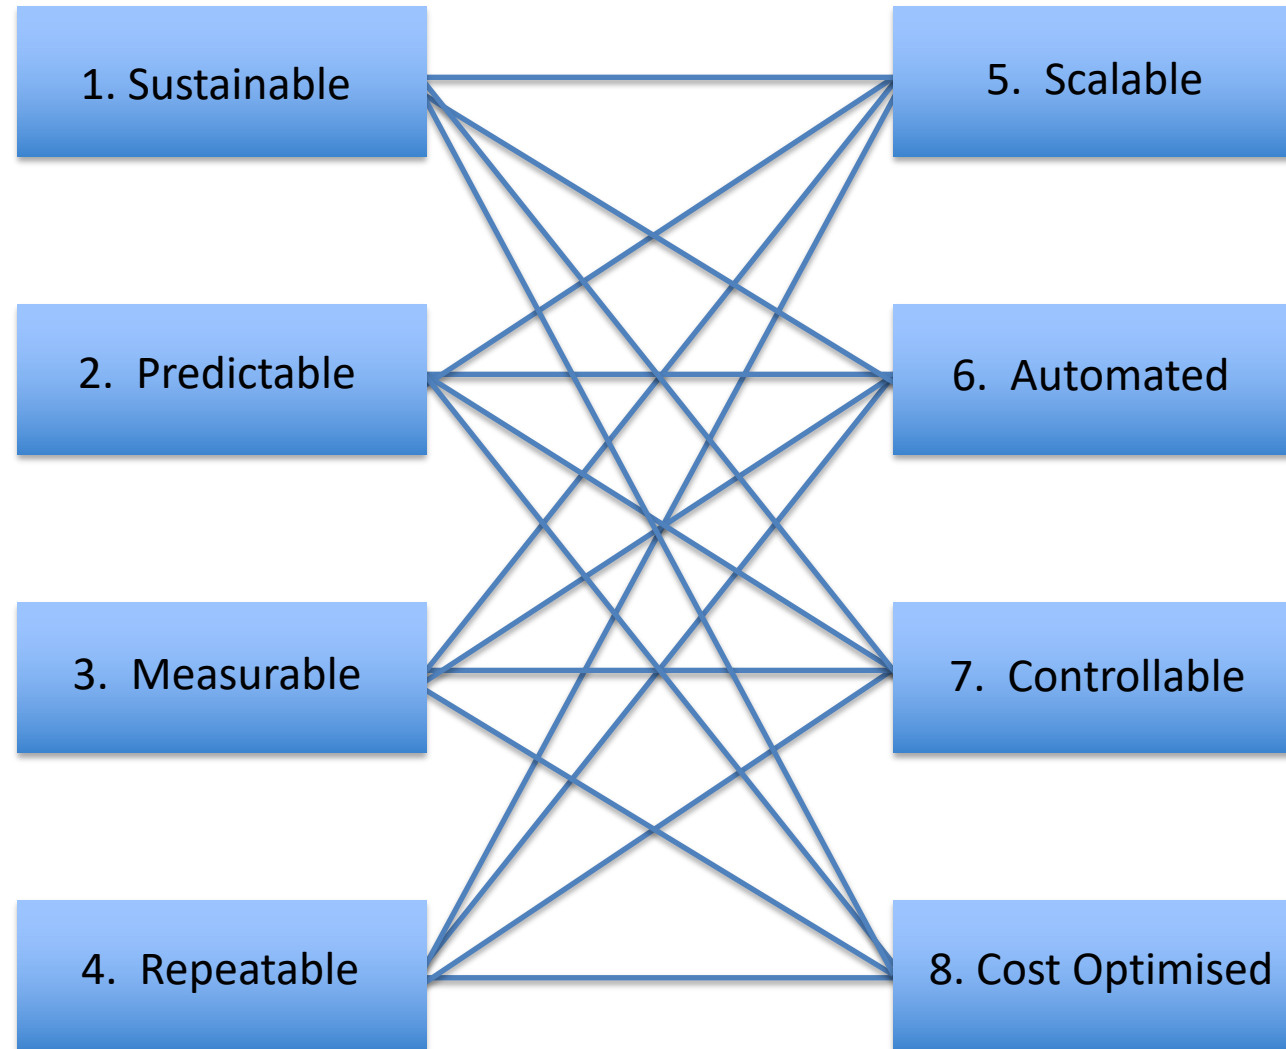 1. Sustainable
2. Predictable
3. Measurable
4. Repeatable
5. Scalable
6. Automated
7. Controllable
8. Cost Optimised